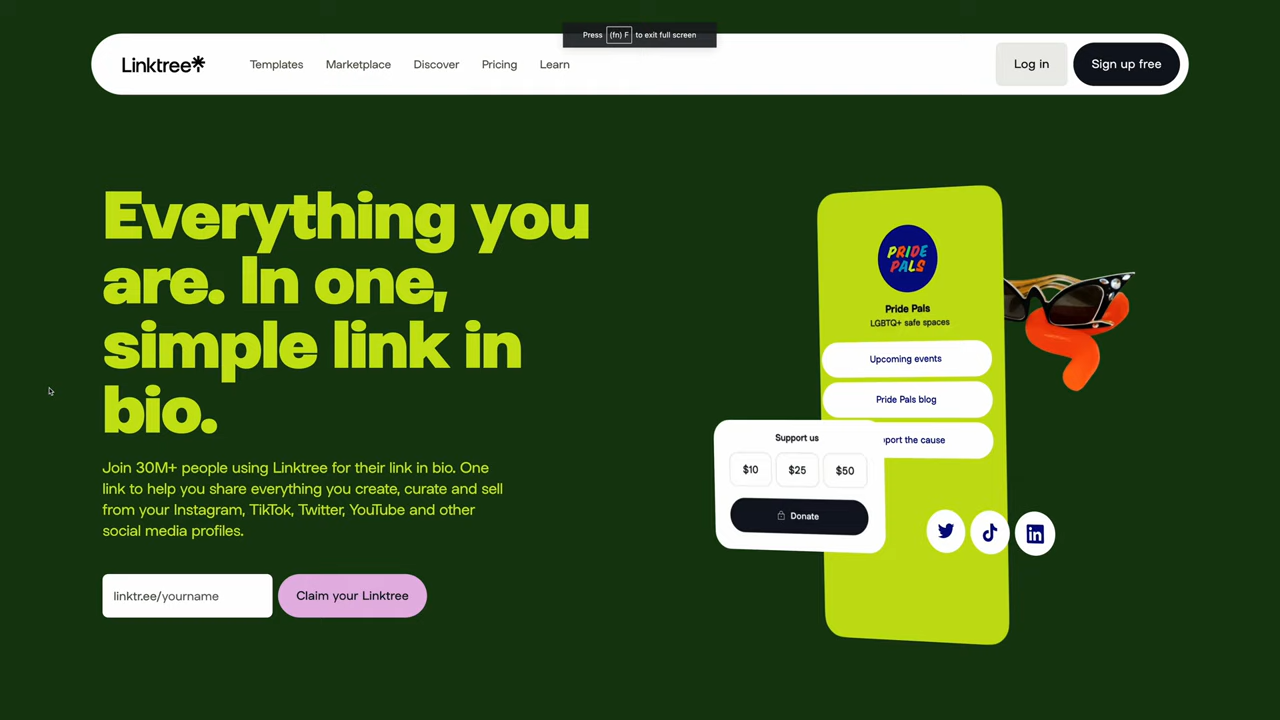 Press (fn) F to exit full screen
Linktree
Templates
Marketplace
Discover
Pricing
Learn
Log in
Sign up free
Everything you
are. In one,
simple link in
bio.
Join 30M+ people using Linktree for their link in bio. One
link to help you share everything you create, curate and sell
from your Instagram, TikTok, Twitter, YouTube and other
social media profiles.
linktr.ee/yourname
Claim your Linktree
PRIDE
PALS
Pride Pals
LGBTQ+ safe spaces
Upcoming events
Pride Pals blog
port the cause
Support us
$10
$25
$50
Donate
in